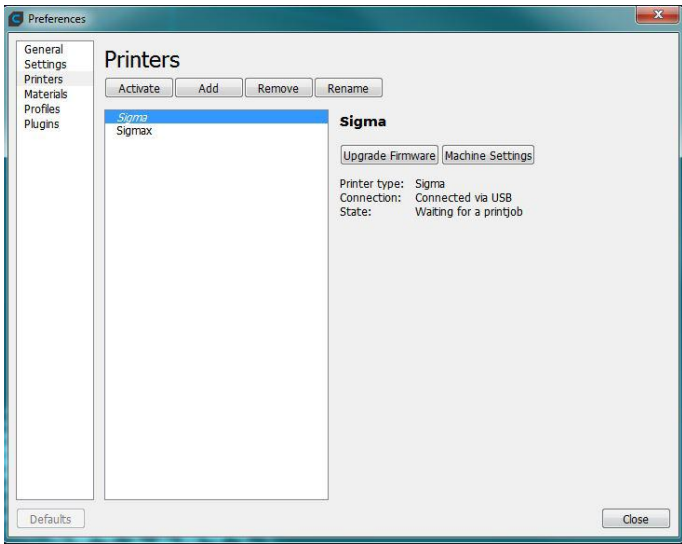 Preferences
General
Settings
Printers
Materials
Profiles
Plugins
Printers
Activate Add Remove Rename
Sigma
Sigmax
Sigma
Upgrade Firmware Machine Settings
Printer type: Sigma
Connection: Connected via USB
State: Waiting for a printjob
Defaults
Close